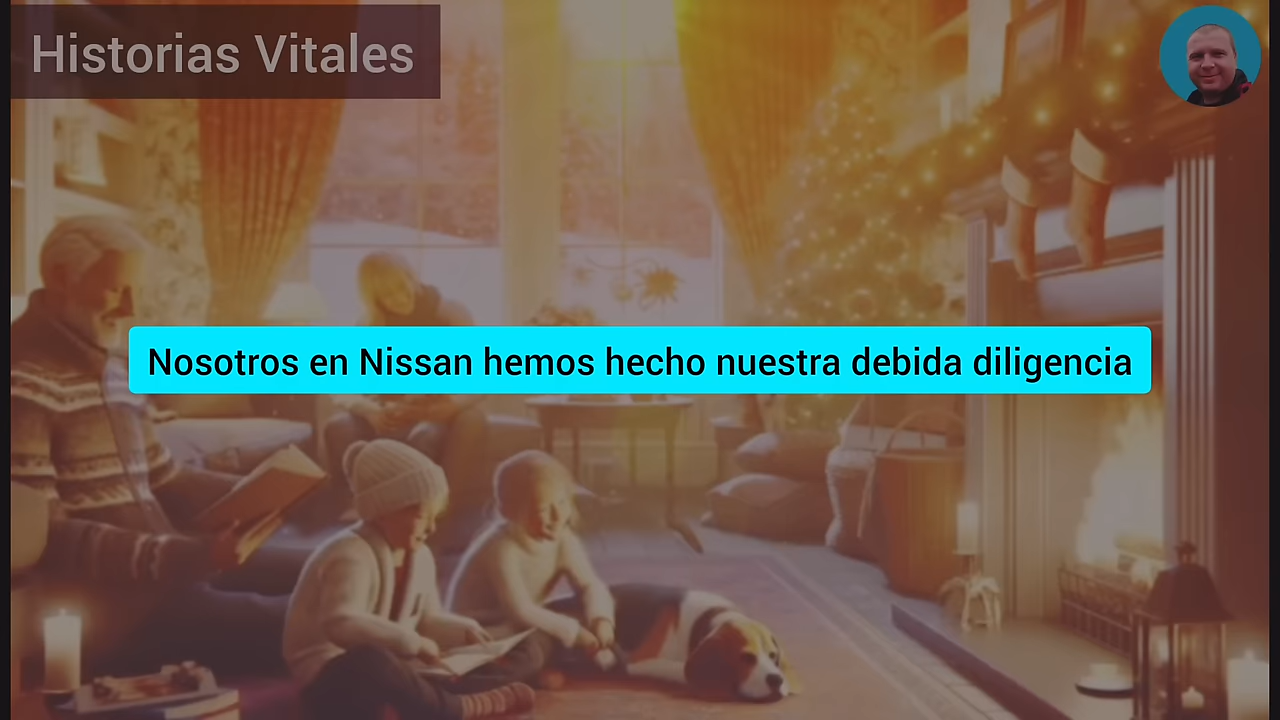 Historias Vitales
Nosotros en Nissan hemos hecho nuestra debida diligencia